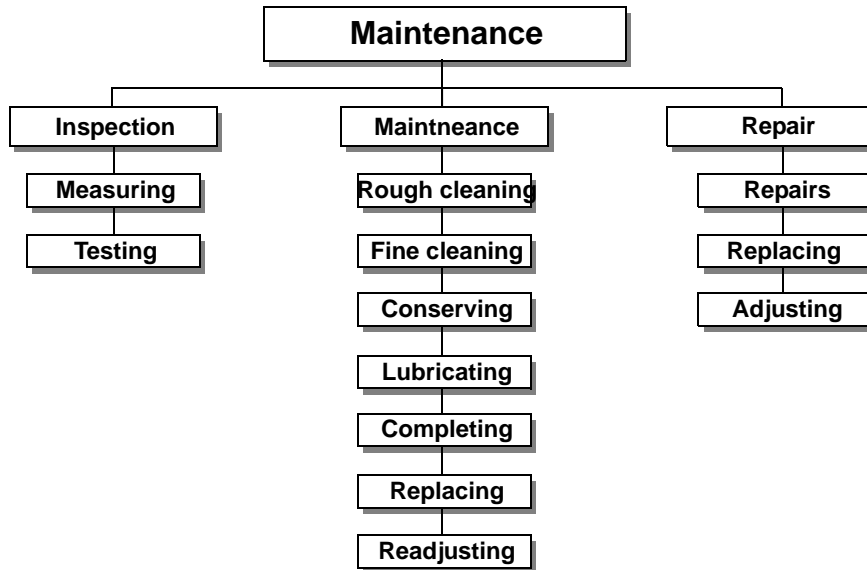 Maintenance
Inspection
Measuring
Testing
Maintneance
Rough cleaning
Fine cleaning
Conserving
Lubricating
Completing
Replacing
Readjusting
Repair
Repairs
Replacing
Adjusting